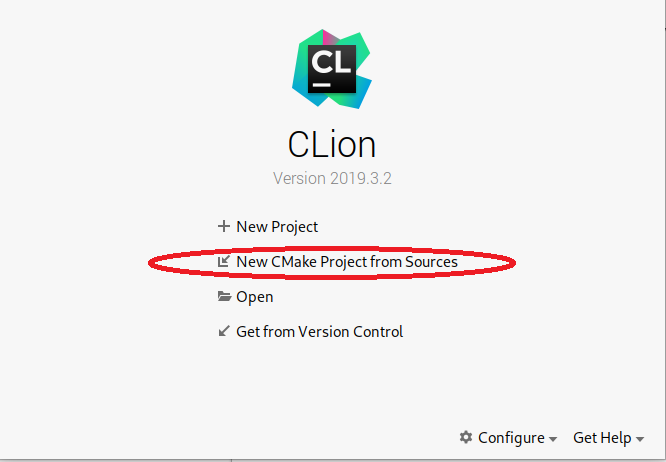 CL
CLion
Version 2019.3.2
New Project
New CMake Project from Sources
Open
Get from Version Control
Configure
Get Help